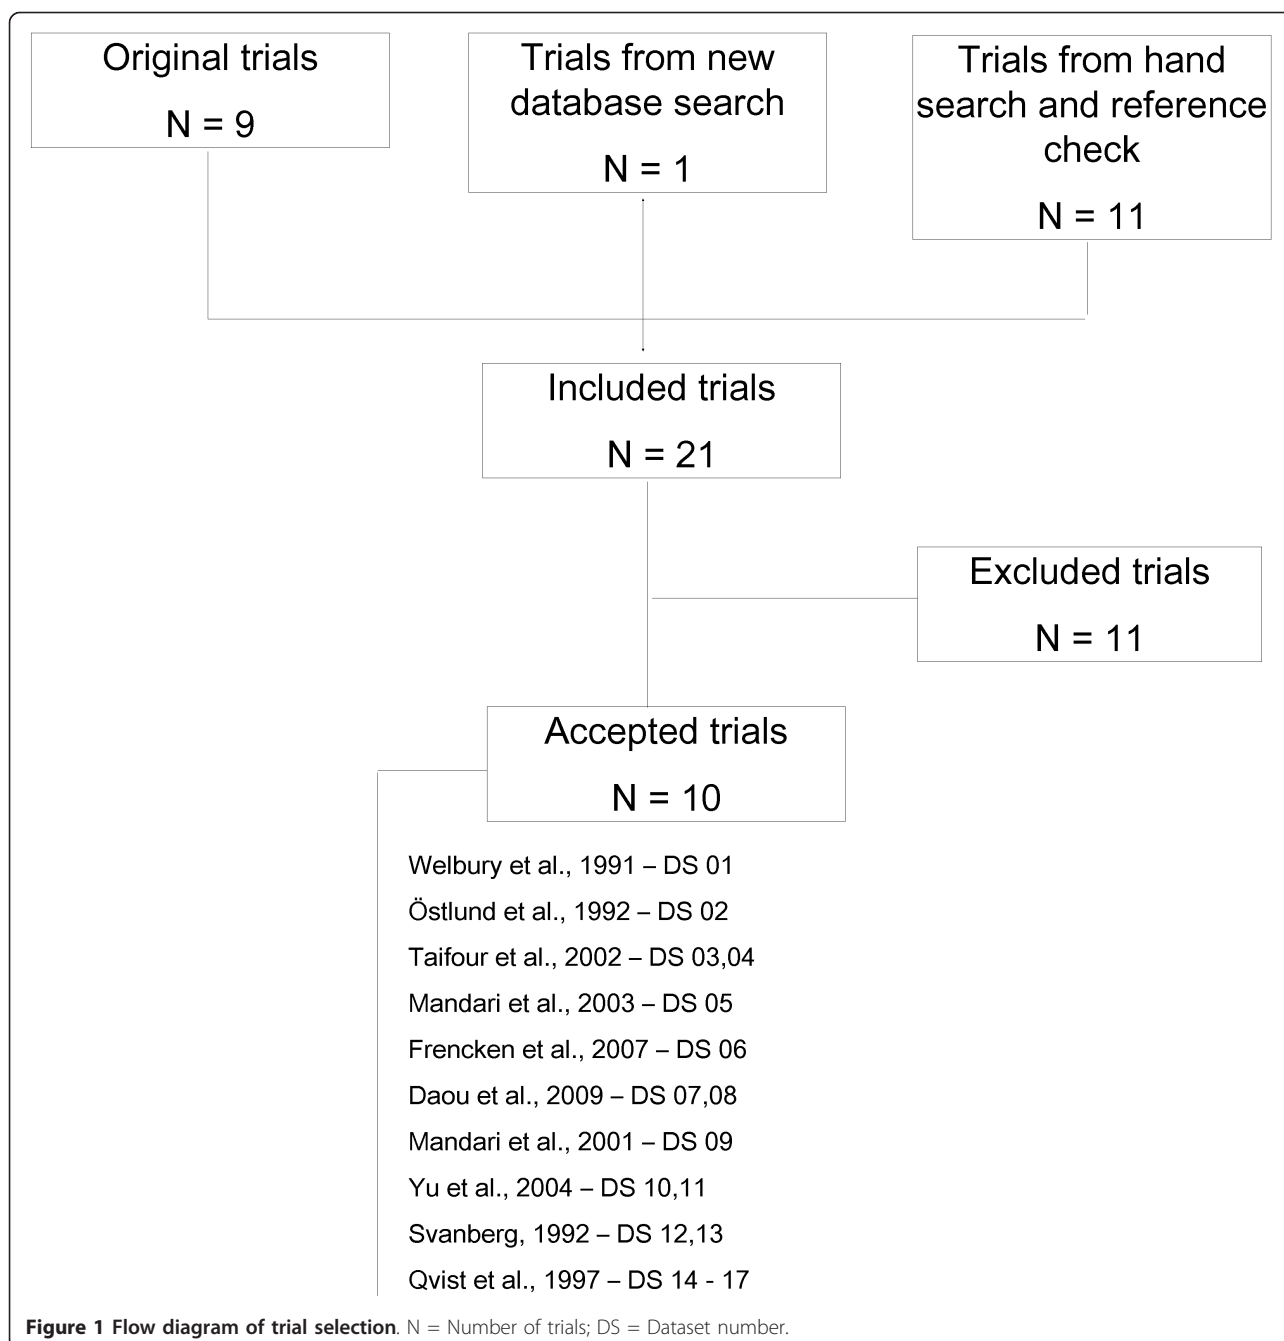 Original trials
N = 9
Trials from new
database search
N = 1
Trials from hand
search and reference
check
N = 11
Included trials
N = 21
Excluded trials
N = 11
Accepted trials
N = 10
Welbury et al., 1991 – DS 01
Östlund et al., 1992 – DS 02
Taifour et al., 2002 – DS 03,04
Mandari et al., 2003 – DS 05
Frencken et al., 2007 – DS 06
Daou et al., 2009 – DS 07,08
Mandari et al., 2001 – DS 09
Yu et al., 2004 – DS 10,11
Svanberg, 1992 – DS 12,13
Qvist et al., 1997 – DS 14 - 17
Figure 1 Flow diagram of trial selection. N = Number of trials; DS = Dataset number.